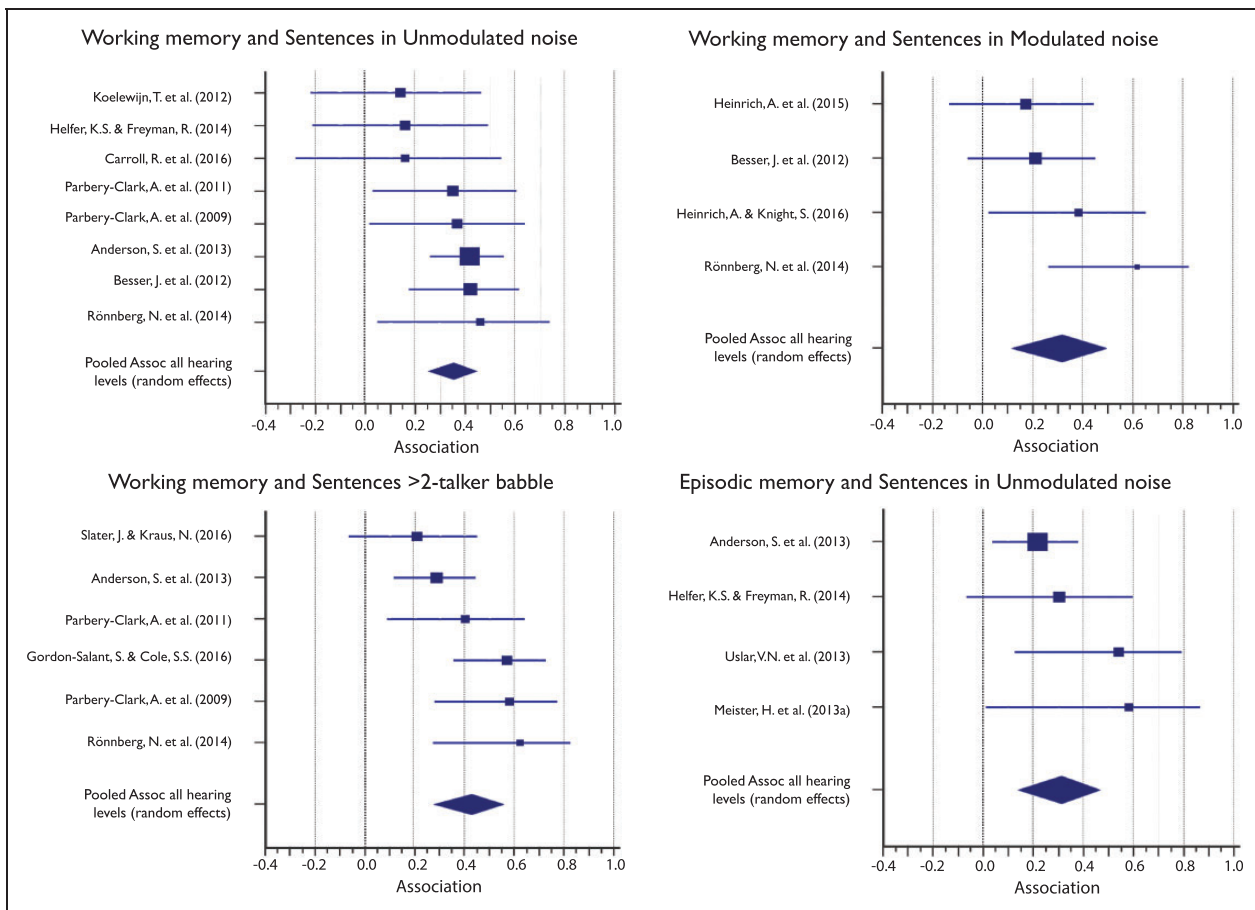 Working memory and Sentences in Unmodulated noise
Koelewijn, T. et al. (2012)
Helfer, K.S. & Freyman, R. (2014)
Carroll, R. et al. (2016)
Parbery-Clark, A. et al. (2011)
Parbery-Clark, A. et al. (2009)
Anderson, S. et al. (2013)
Besser, J. et al. (2012)
Rönnberg, N. et al. (2014)
Pooled Assoc all hearing
levels (random effects)
-0.4 -0.2 0.0 0.2 0.4 0.6 0.8 1.0
Association
Working memory and Sentences in Modulated noise
Heinrich, A. et al. (2015)
Besser, J. et al. (2012)
Heinrich, A. & Knight, S. (2016)
Rönnberg, N. et al. (2014)
Pooled Assoc all hearing
levels (random effects)
-0.4 -0.2 0.0 0.2 0.4 0.6 0.8 1.0
Association
Working memory and Sentences >2-talker babble
Slater, J. & Kraus, N. (2016)
Anderson, S. et al. (2013)
Parbery-Clark, A. et al. (2011)
Gordon-Salant, S. & Cole, S.S. (2016)
Parbery-Clark, A. et al. (2009)
Rönnberg, N. et al. (2014)
Pooled Assoc all hearing
levels (random effects)
-0.4 -0.2 0.0 0.2 0.4 0.6 0.8 1.0
Association
Episodic memory and Sentences in Unmodulated noise
Anderson, S. et al. (2013)
Helfer, K.S. & Freyman, R. (2014)
Uslar, V.N. et al. (2013)
Meister, H. et al. (2013a)
Pooled Assoc all hearing
levels (random effects)
-0.4 -0.2 0.0 0.2 0.4 0.6 0.8 1.0
Association